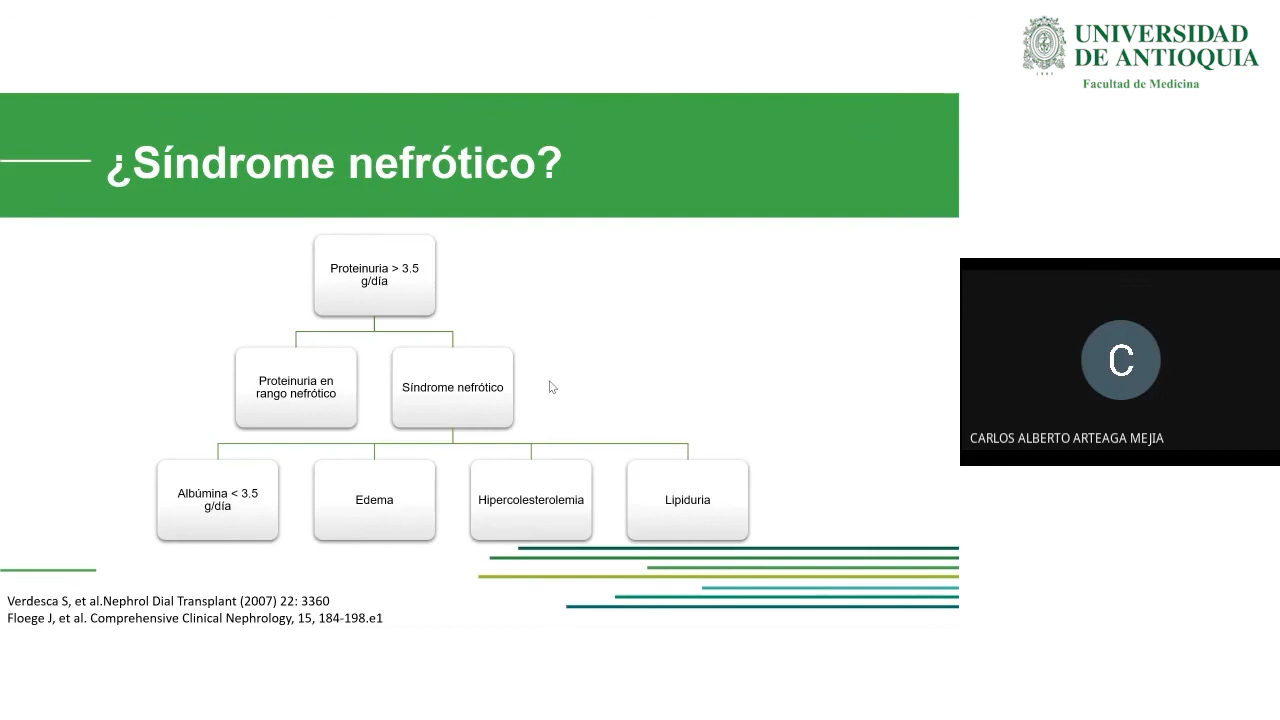 UNIVERSIDAD
DE ANTIOQUIA
1803
Facultad de Medicina
¿Síndrome nefrótico?
Proteinuria > 3.5
g/día
Proteinuria en
rango nefrótico
Síndrome nefrótico
Albúmina < 3.5
g/día
Edema
Hipercolesterolemia
Lipiduria
C
CARLOS ALBERTO ARTEAGA MEJIA
Verdesca S, et al.Nephrol Dial Transplant (2007) 22: 3360
Floege J, et al. Comprehensive Clinical Nephrology, 15, 184-198.e1